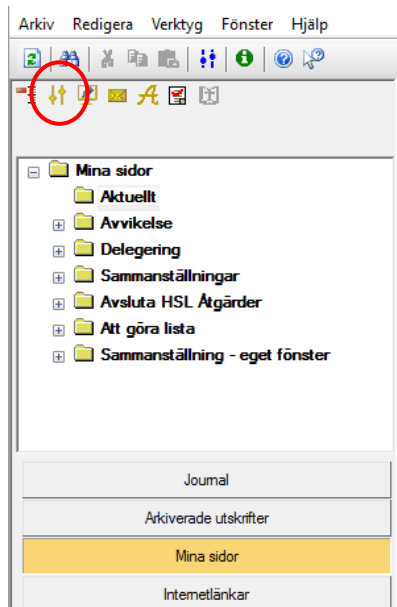 Arkiv Redigera Verktyg Fönster Hjälp
Mina sidor
Aktuellt
Avvikelse
Delegering
Sammanställningar
Avsluta HSL Åtgärder
Att göra lista
Sammanställning - eget fönster
Journal
Arkiverade utskrifter
Mina sidor
Internetlänkar